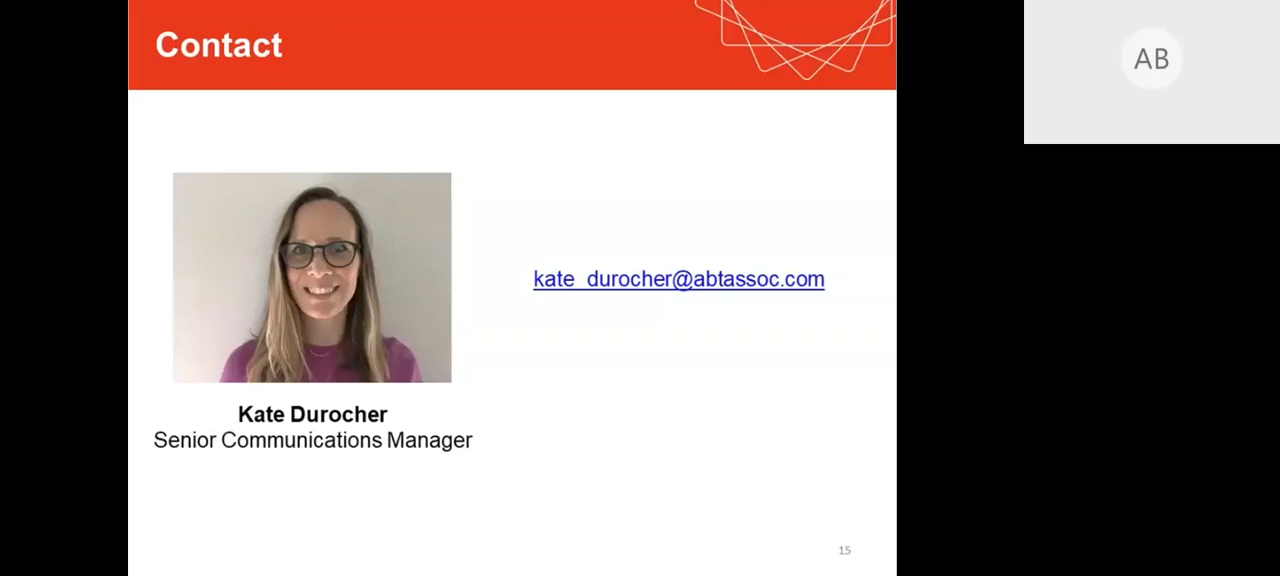 Contact
AB
kate_durocher@abtassoc.com
Kate Durocher
Senior Communications Manager
15